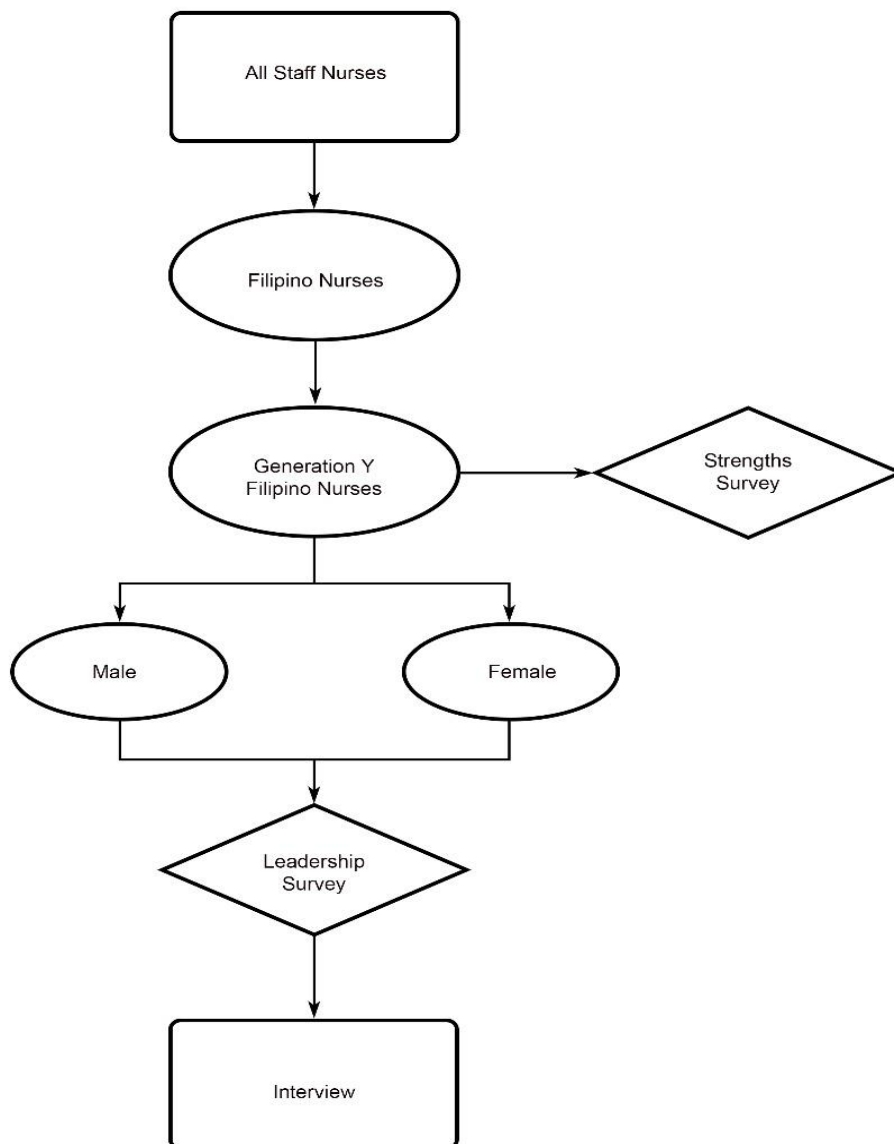 All Staff Nurses
Filipino Nurses
Generation Y
Filipino Nurses
Strengths
Survey
Male
Female
Leadership
Survey
Interview